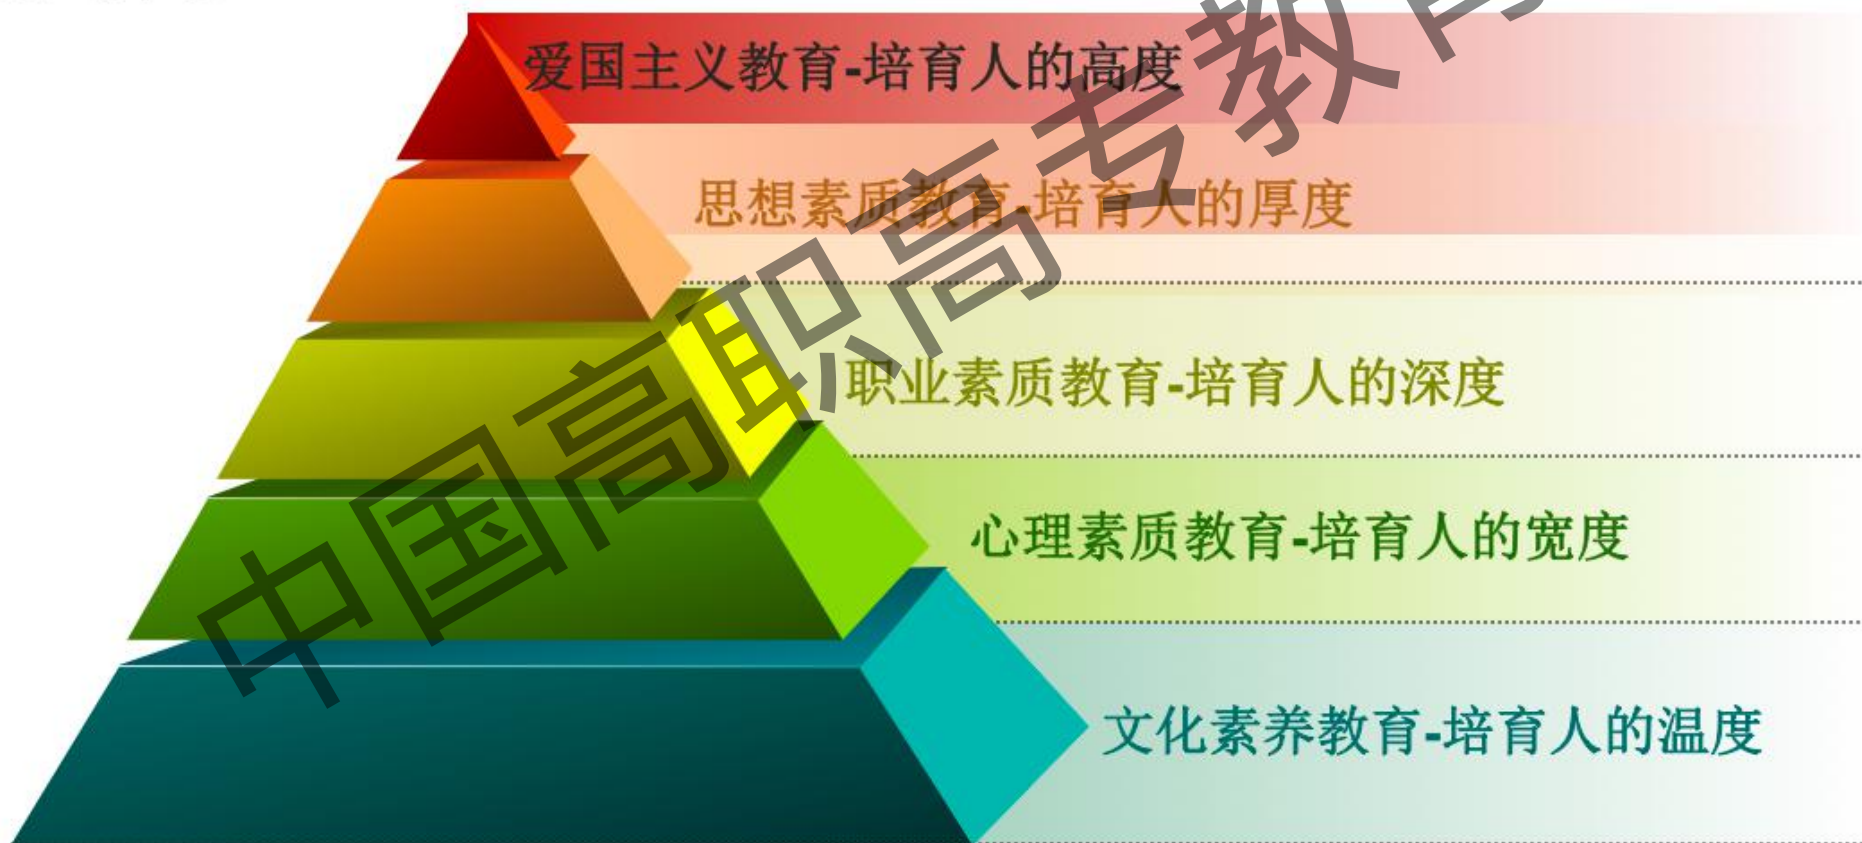 爱国主义教育-培育人的高度
思想素质教育-培育人的厚度
职业素质教育-培育人的深度
心理素质教育-培育人的宽度
文化素养教育-培育人的温度
中国高职高专教育